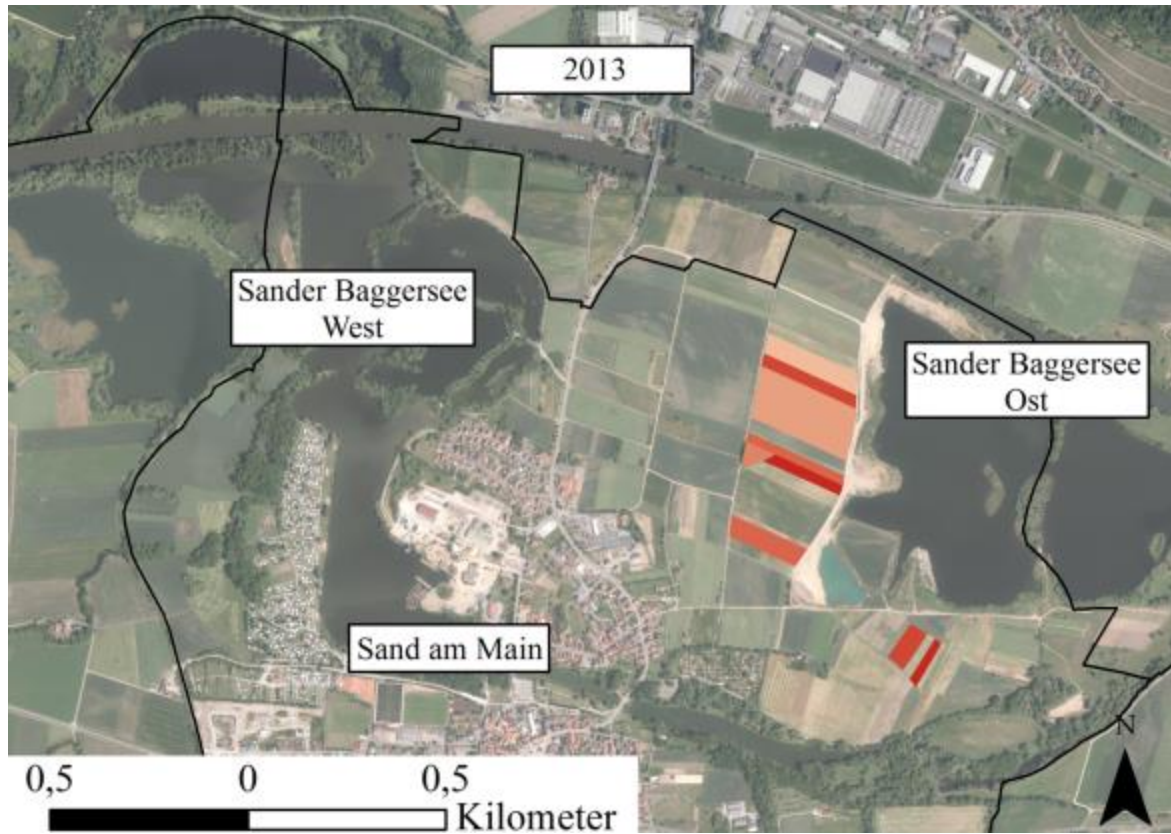 2013
Sander Baggersee
West
Sander Baggersee
Ost
Sand am Main
N
0,5 0 0,5
Kilometer